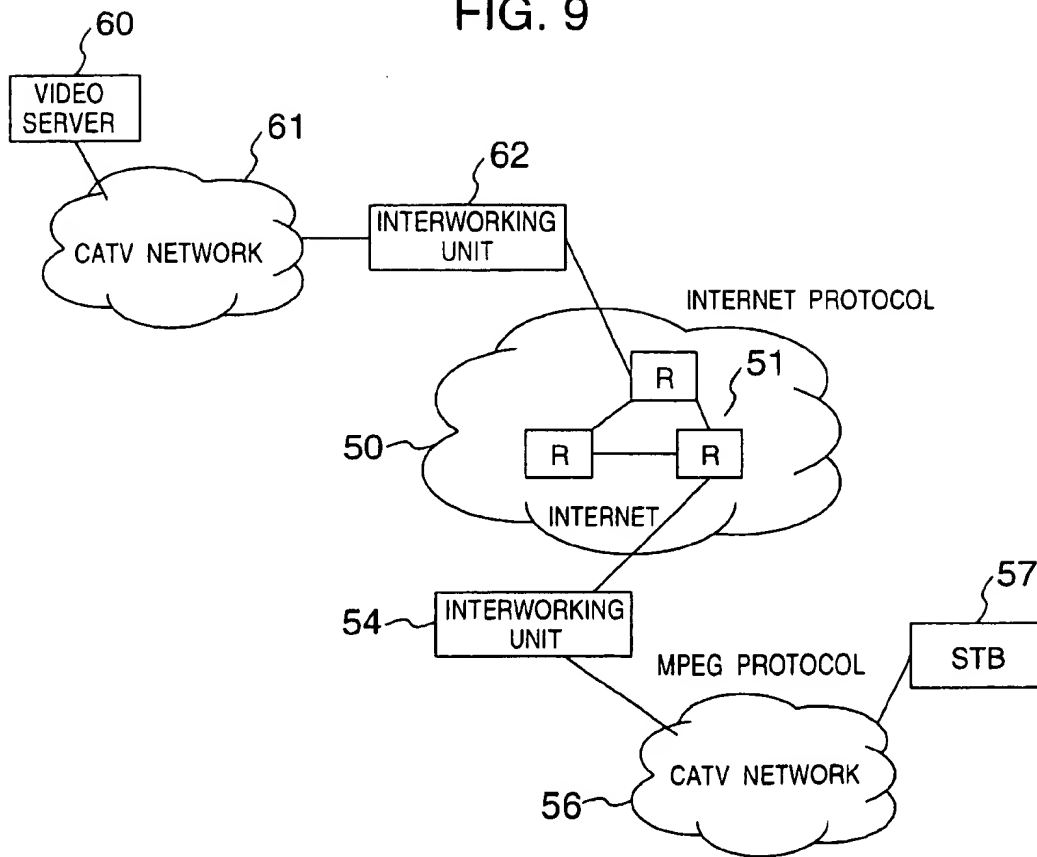 FIG. 9
60
VIDEO
SERVER
61
CATV NETWORK
62
INTERWORKING
UNIT
INTERNET PROTOCOL
R
51
50
R
R
INTERNET
54
INTERWORKING
UNIT
57
STB
MPEG PROTOCOL
CATV NETWORK
56